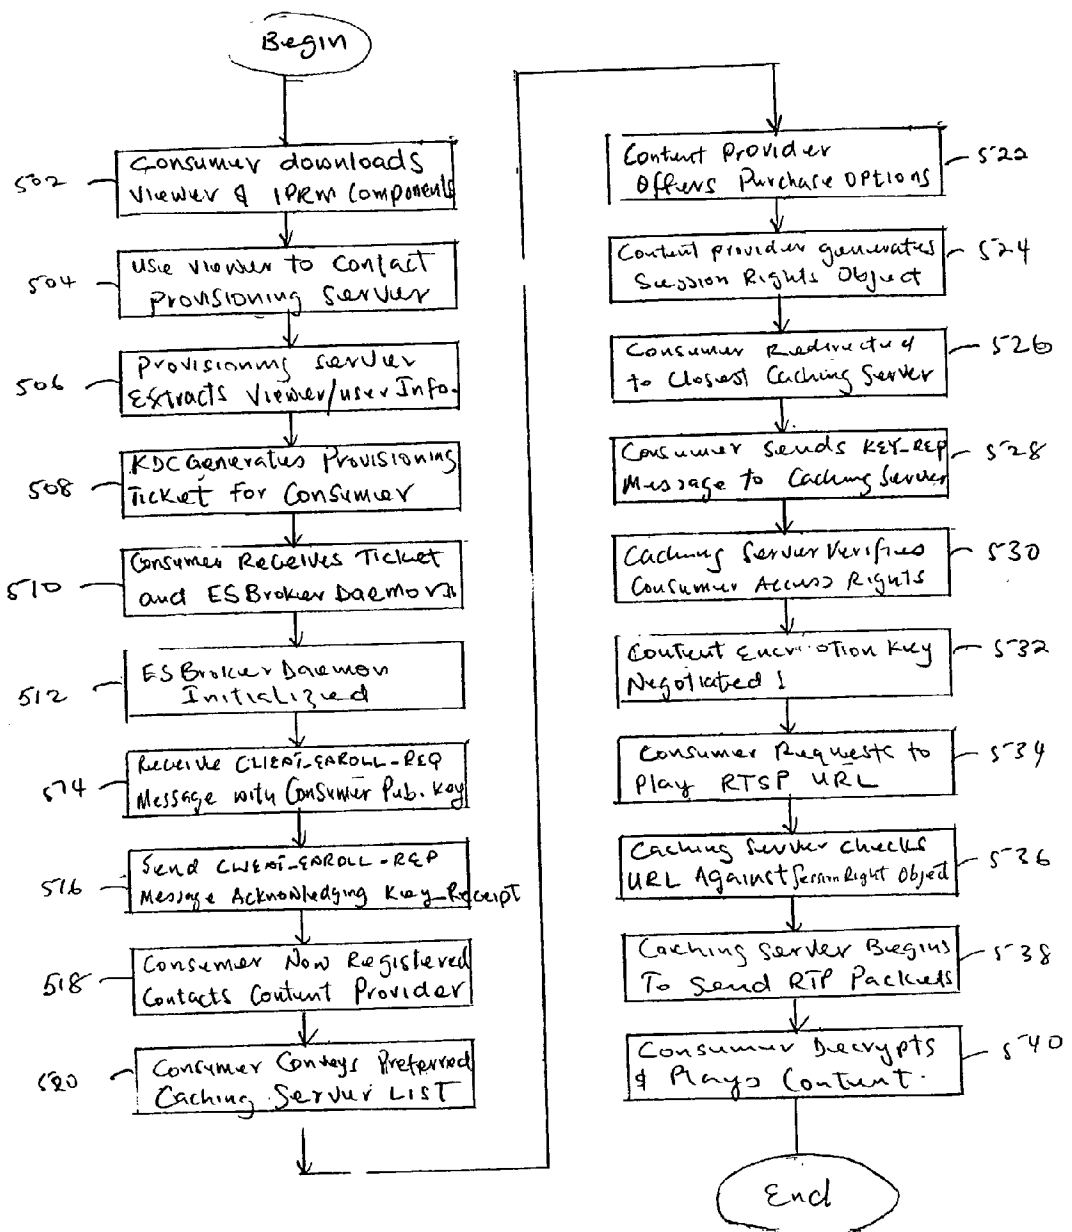 Begin
502
Consumer downloads
Viewer & IPRM Components
504
Use viewer to Contact
Provisioning Server
506
Provisioning Server
Extracts Viewer/User Info.
508
KDC Generates Provisioning
Ticket for Consumer
510
Consumer Receives Ticket
and ESBroker Daemon
512
ESBroker Daemon
Initialized
514
Receive CLIENT_ENROLL_REQ
Message with Consumer Pub. Key
516
Send CLIENT_ENROLL_REP
Message Acknowledging Key_Receipt
518
Consumer Now Registered
Contacts Content Provider
520
Consumer Conveys Preferred
Caching Server LIST
Content Provider
Offers Purchase Options
522
Content provider generates
Session Rights Object
524
Consumer Redirected
to Closest Caching Server
526
Consumer Sends KEY_REP
Message to Caching Server
528
Caching Server Verifies
Consumer Access Rights
530
Content Encryption Key
Negotiated
532
Consumer Requests to
Play RTSP URL
534
Caching Server Checks
URL Against Session Right Object
536
Caching Server Begins
To Send RTP Packets
538
Consumer Decrypts
& Plays Content.
540
End